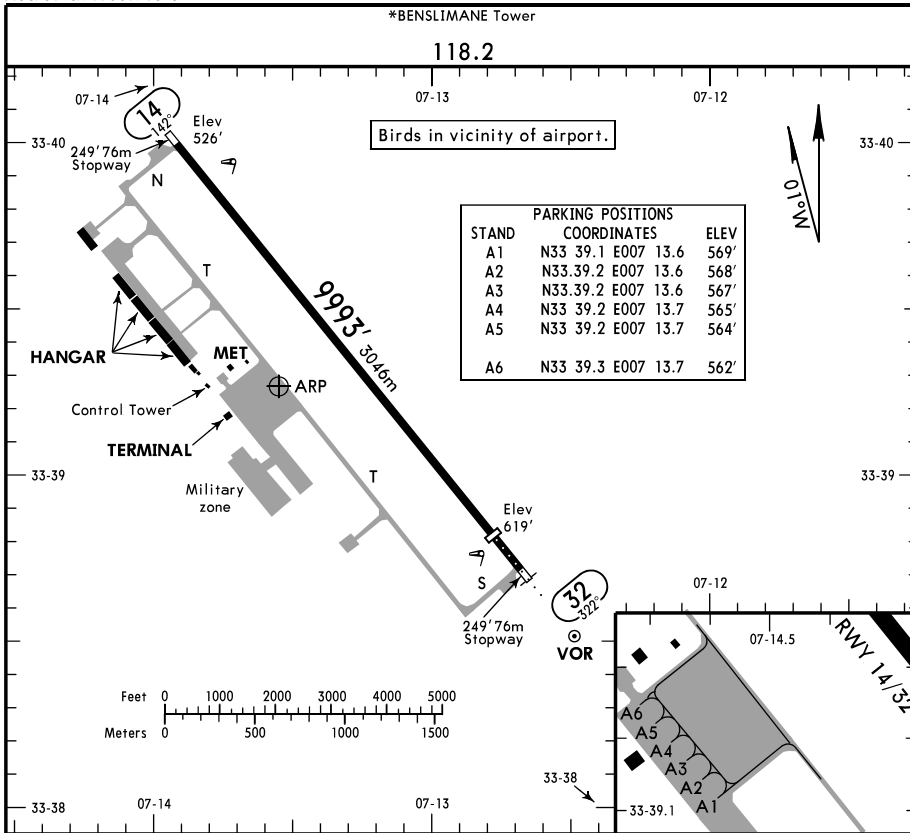 *BENSLIMANE Tower
118.2
07-14
07-13
07-12
14
142°
Elev
526'
Birds in vicinity of airport.
33-40
33-40
249'76m
Stopway
N
01°W
PARKING POSITIONS
STAND COORDINATES ELEV
A1 N33 39.1 E007 13.6 569'
A2 N33.39.2 E007 13.6 568'
A3 N33.39.2 E007 13.6 567'
A4 N33 39.2 E007 13.7 565'
A5 N33 39.2 E007 13.7 564'
A6 N33 39.3 E007 13.7 562'
T
9993' 3046m
HANGAR
MET
ARP
Control Tower
TERMINAL
33-39
T
33-39
Military
zone
Elev
619'
S
32
322°
07-12
249'76m
Stopway
VOR
07-14.5
RWY 14/32
Feet 0 1000 2000 3000 4000 5000
Meters 0 500 1000 1500
A6
A5
A4
A3
A2
A1
33-38
33-39.1
33-38
07-14
07-13